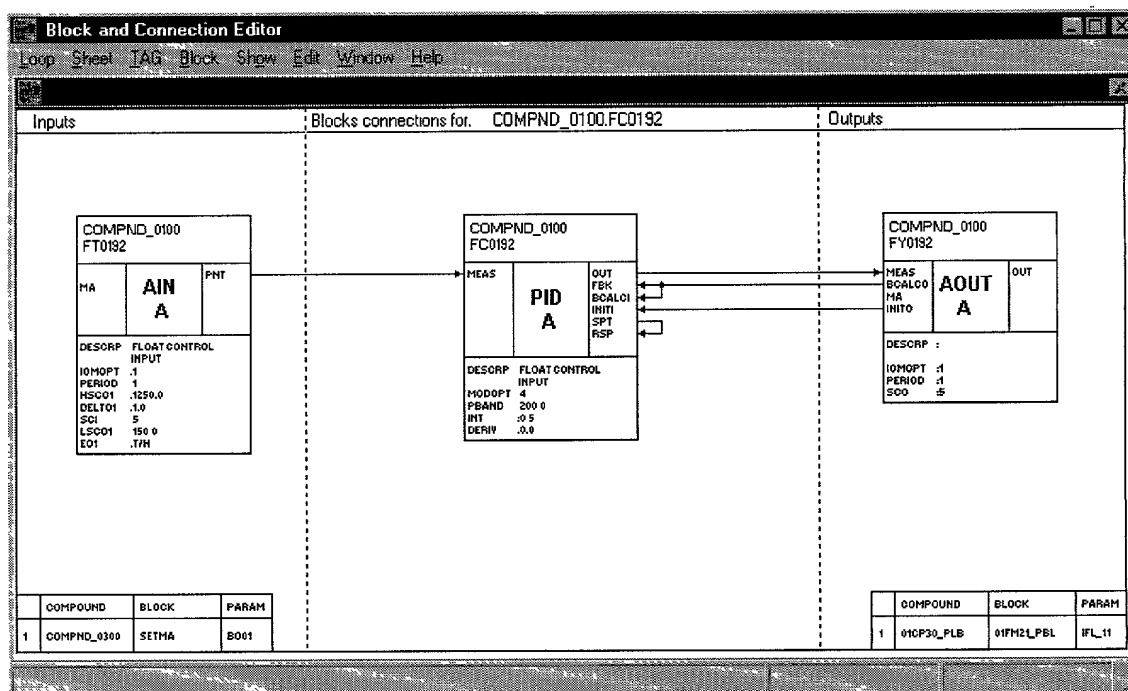 Block and Connection Editor
Loop Sheet TAG Block Show Edit Window Help
Inputs
Blocks connections for. COMPND_0100.FC0192
Outputs
COMPND_0100
FT0192
MA
AIN
A
PNT
DESCRP FLOAT CONTROL
INPUT
IOMOPT .1
PERIOD 1
HSCO1 .1250.0
DELTO1 .1.0
SCI 5
LSCO1 150 0
EO1 .T/H
COMPND_0100
FC0192
MEAS
PID
A
OUT
FBK
BCALCI
INITI
SPT
RSP
DESCRP FLOAT CONTROL
INPUT
MODOPT 4
PBAND 200 0
INT :0 5
DERIV .0.0
COMPND_0100
FY0192
MEAS
BCALCO
MA
INITO
AOUT
A
OUT
DESCRP :
IOMOPT :1
PERIOD :1
SCO :5
COMPOUND BLOCK PARAM
1 COMPND_0300 SETMA BO01
COMPOUND BLOCK PARAM
1 01CP30_PLB 01FM21_PBL IFL_11